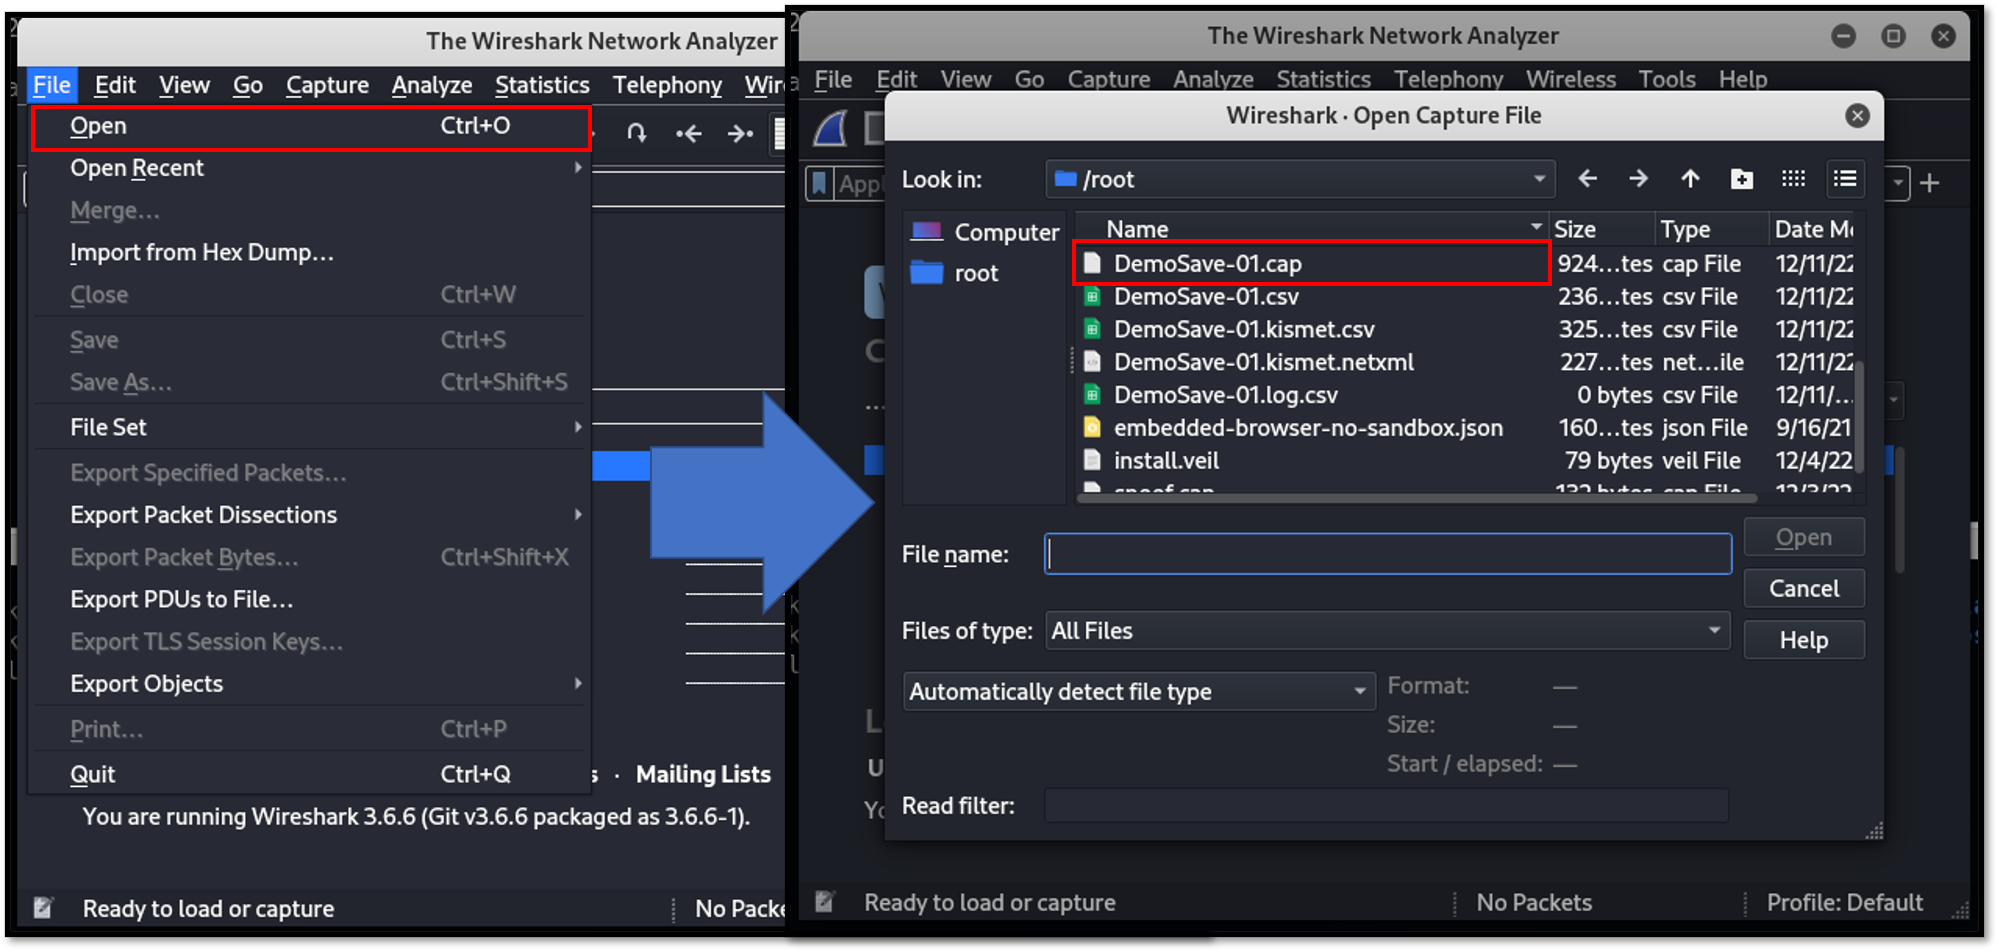 The Wireshark Network Analyzer
File Edit View Go Capture Analyze Statistics Telephony
Open Ctrl+O
Open Recent
Merge...
Import from Hex Dump...
Close Ctrl+W
Save Ctrl+S
Save As... Ctrl+Shift+S
File Set
Export Specified Packets...
Export Packet Dissections
Export Packet Bytes... Ctrl+Shift+X
Export PDUs to File...
Export TLS Session Keys...
Export Objects
Print... Ctrl+P
Quit Ctrl+Q
· Mailing Lists
You are running Wireshark 3.6.6 (Git v3.6.6 packaged as 3.6.6-1).
Ready to load or capture
No Packe
The Wireshark Network Analyzer
File Edit View Go Capture Analyze Statistics Telephony Wireless Tools Help
Wireshark · Open Capture File
Look in: /root
Computer
root
Name Size Type Date Mo
DemoSave-01.cap 924...tes cap File 12/11/22
DemoSave-01.csv 236...tes csv File 12/11/22
DemoSave-01.kismet.csv 325...tes csv File 12/11/22
DemoSave-01.kismet.netxml 227...tes net...ile 12/11/22
DemoSave-01.log.csv 0 bytes csv File 12/11/...
embedded-browser-no-sandbox.json 160...tes json File 9/16/21
install.veil 79 bytes veil File 12/4/22
spoof.cap 132 bytes cap File 12/3/22
File name:
Open
Cancel
Files of type: All Files
Help
Automatically detect file type
Format: —
Size: —
Start / elapsed: —
Read filter:
Ready to load or capture
No Packets
Profile: Default